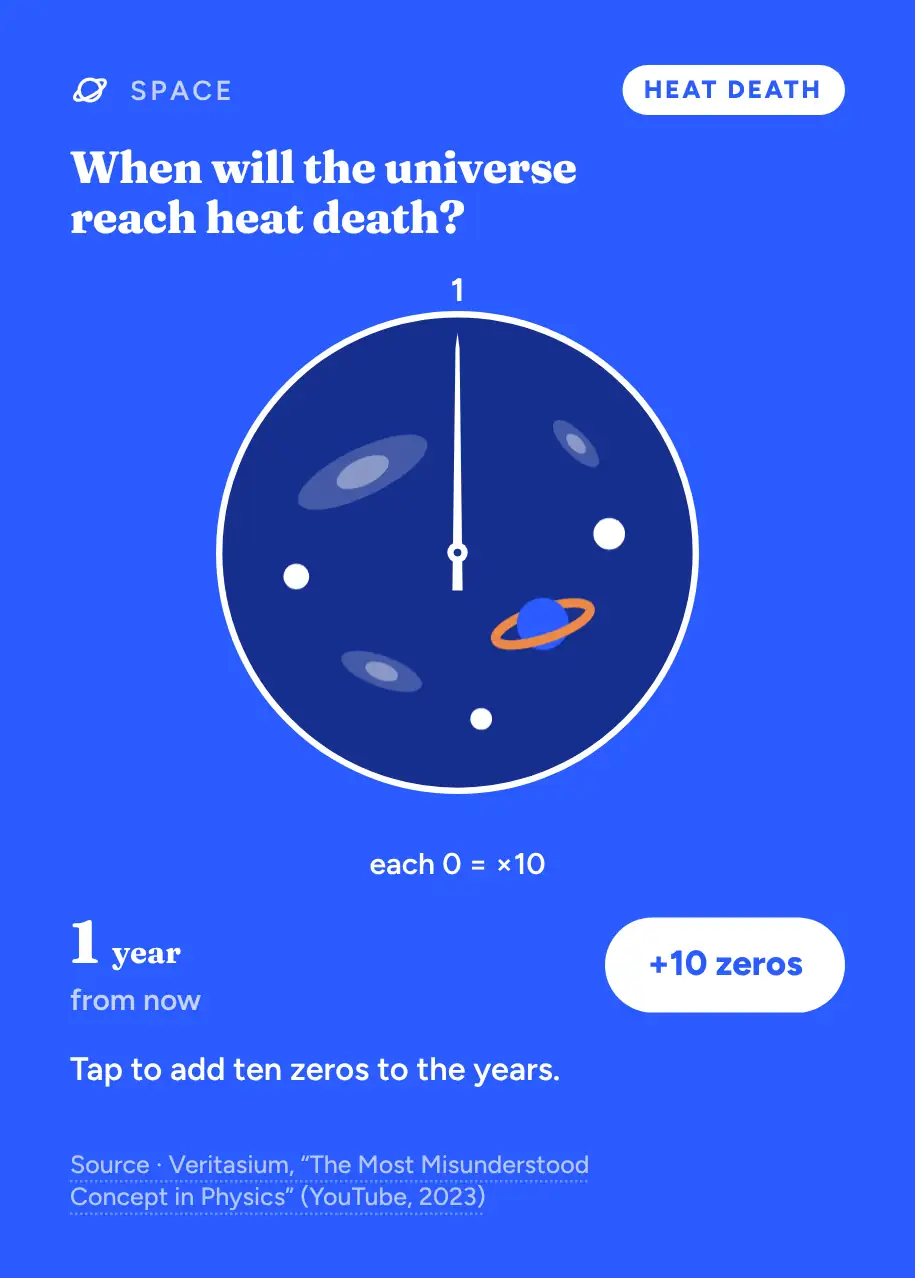 SPACE
HEAT DEATH
When will the universe
reach heat death?
1
each 0 = ×10
1 year
from now
+10 zeros
Tap to add ten zeros to the years.
Source · Veritasium, “The Most Misunderstood
Concept in Physics” (YouTube, 2023)